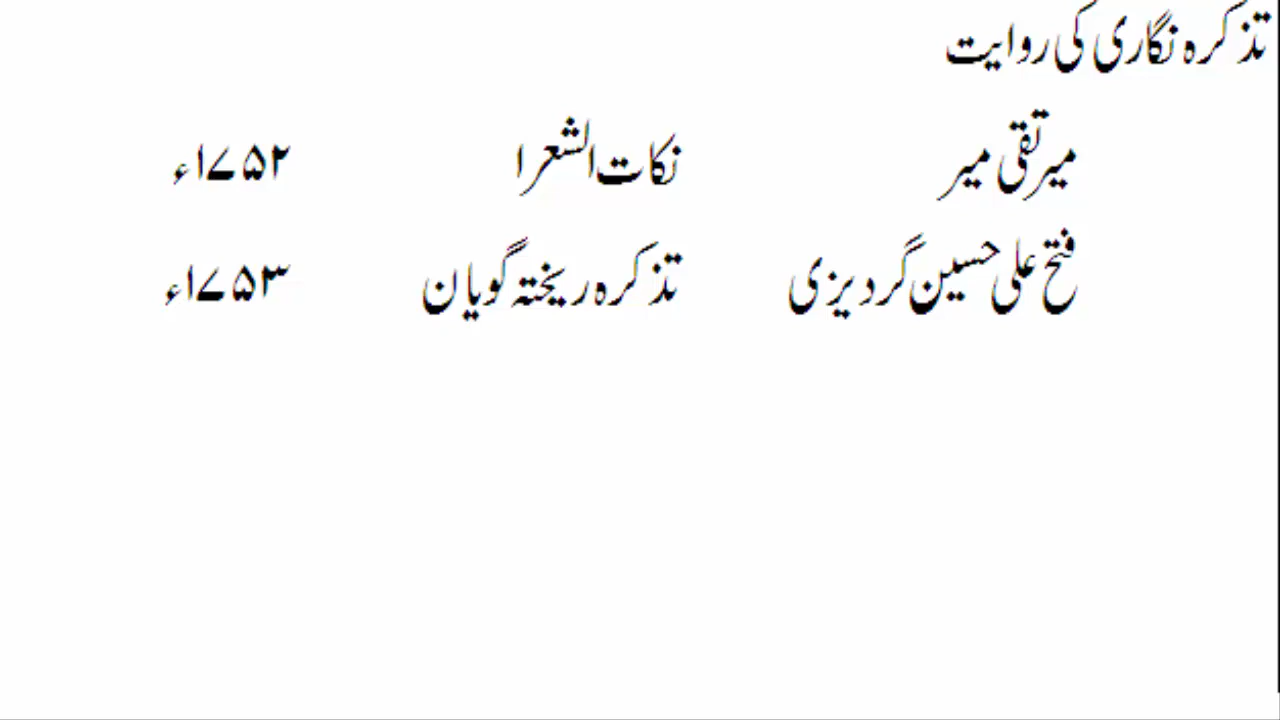 تذکرہ نگاری کی روایت
میر تقی میر نکات الشعرا ۱۷۵۲ء
فتح علی حسین گردیزی تذکرہ ریختہ گویان ۱۷۵۳ء